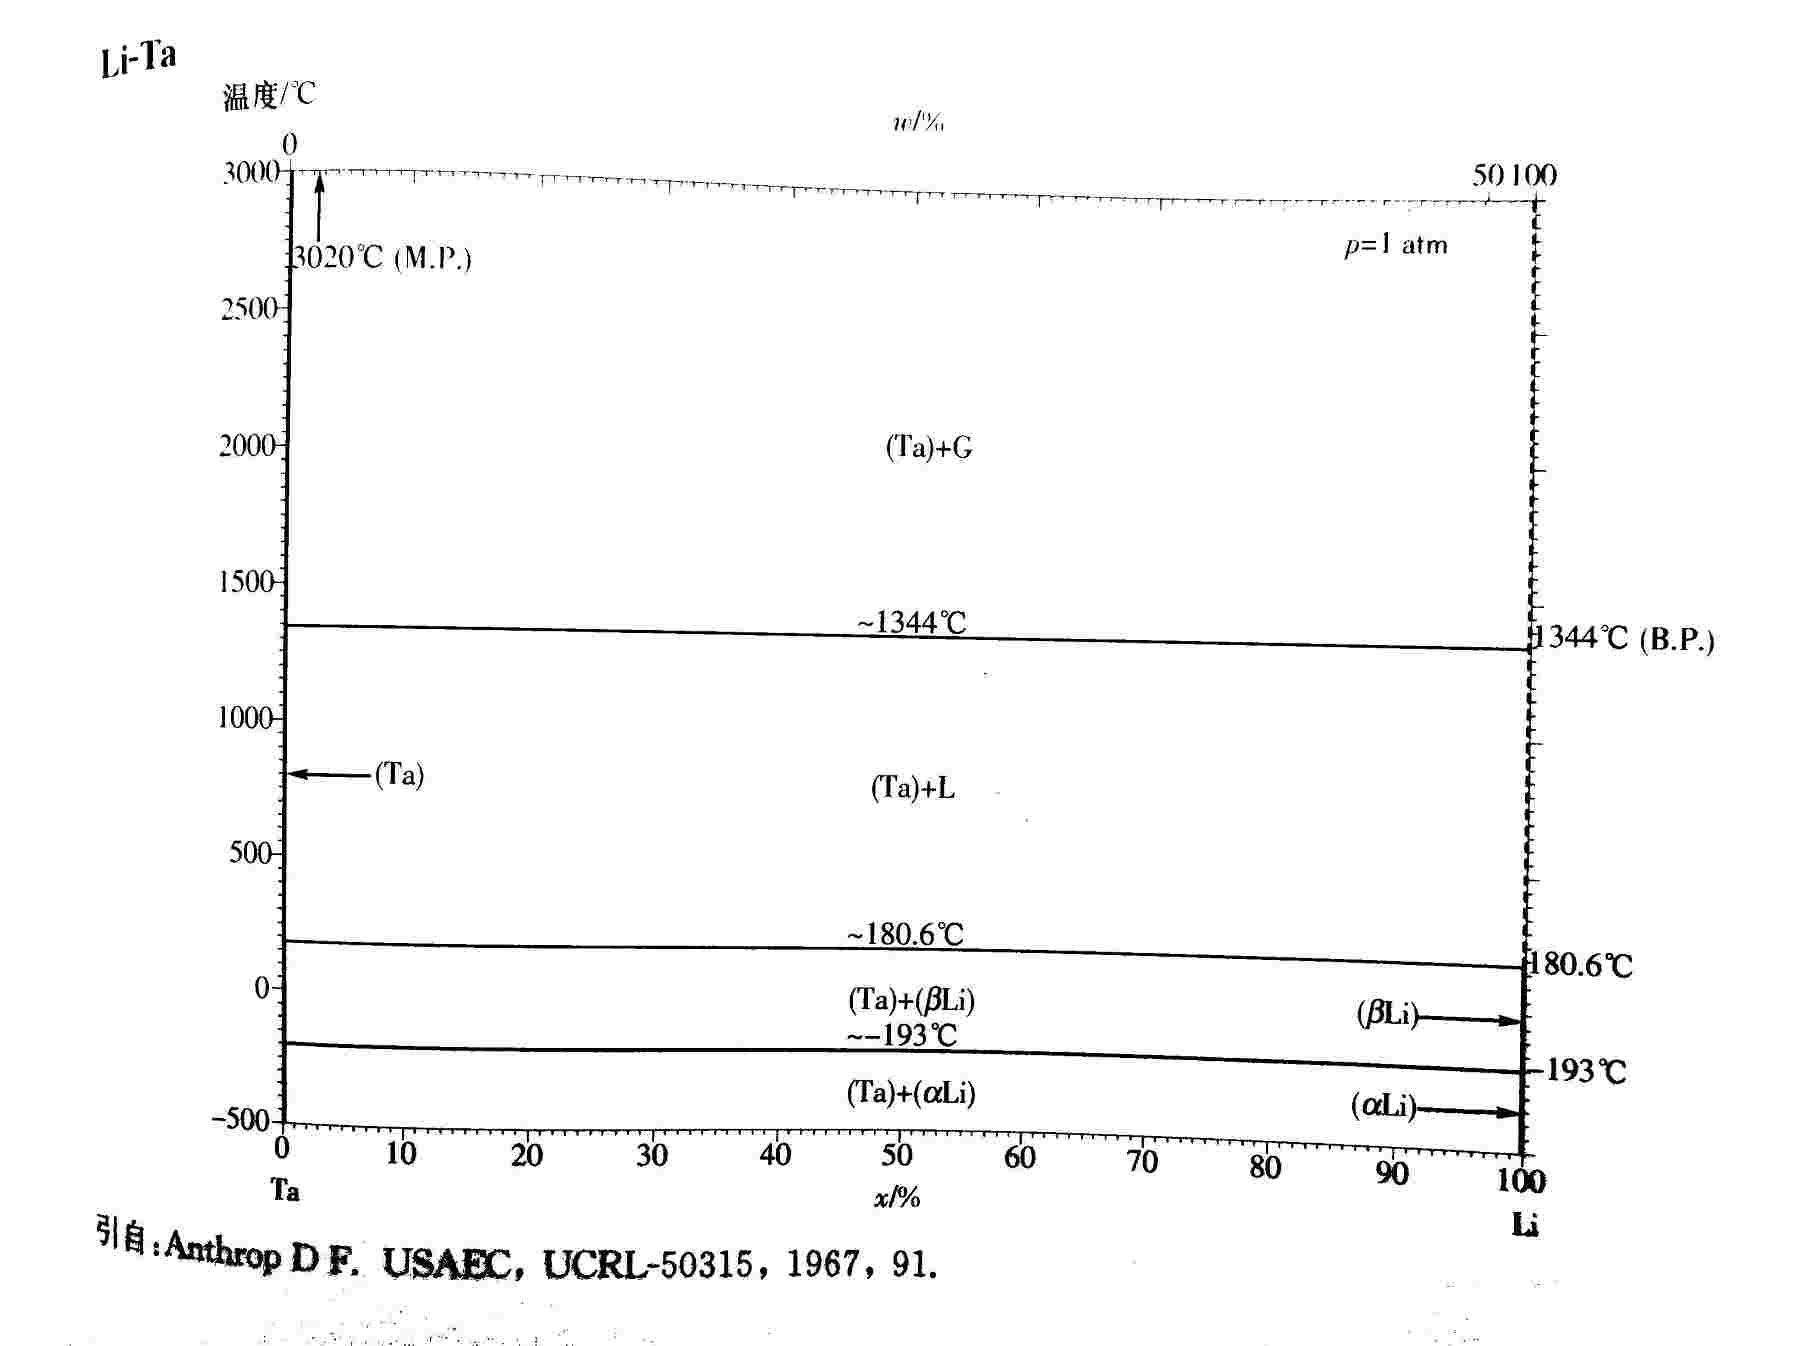 Li-Ta
温度/℃
w/%
0
50 100
3000
3020℃ (M.P.)
p=1 atm
2500
2000
(Ta)+G
1500
~1344℃
1344℃ (B.P.)
1000
(Ta)
(Ta)+L
500
~180.6℃
180.6℃
0
(Ta)+(βLi)
(βLi)
~−193℃
−193℃
(Ta)+(αLi)
(αLi)
−500
0 10 20 30 40 50 60 70 80 90 100
Ta
x/%
Li
引自:Anthrop D F. USAEC, UCRL-50315, 1967, 91.